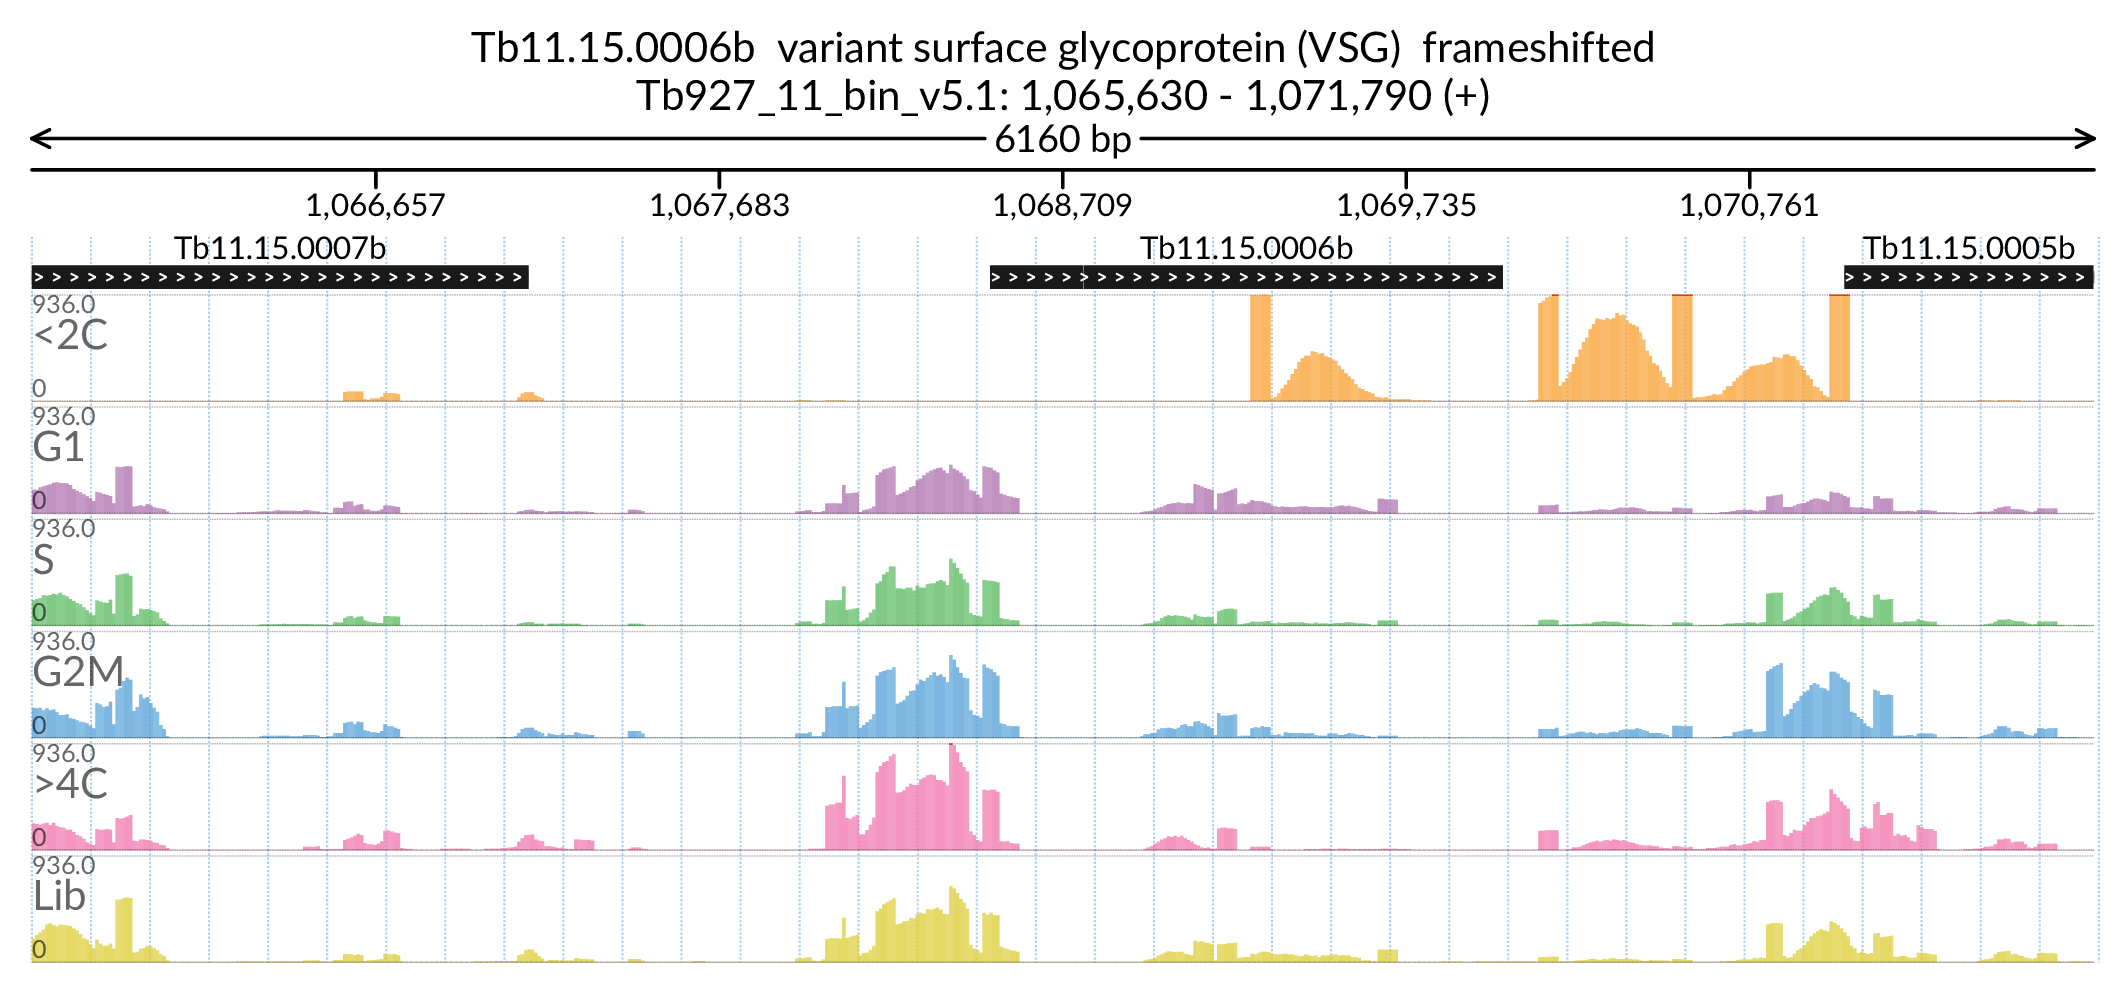 Tb11.15.0006b  variant surface glycoprotein (VSG)  frameshifted
Tb927_11_bin_v5.1: 1,065,630 - 1,071,790 (+)
6160 bp
1,066,657 1,067,683 1,068,709 1,069,735 1,070,761
Tb11.15.0007b Tb11.15.0006b Tb11.15.0005b
936.0
<2C
0
936.0
G1
0
936.0
S
0
936.0
G2M
0
936.0
>4C
0
936.0
Lib
0